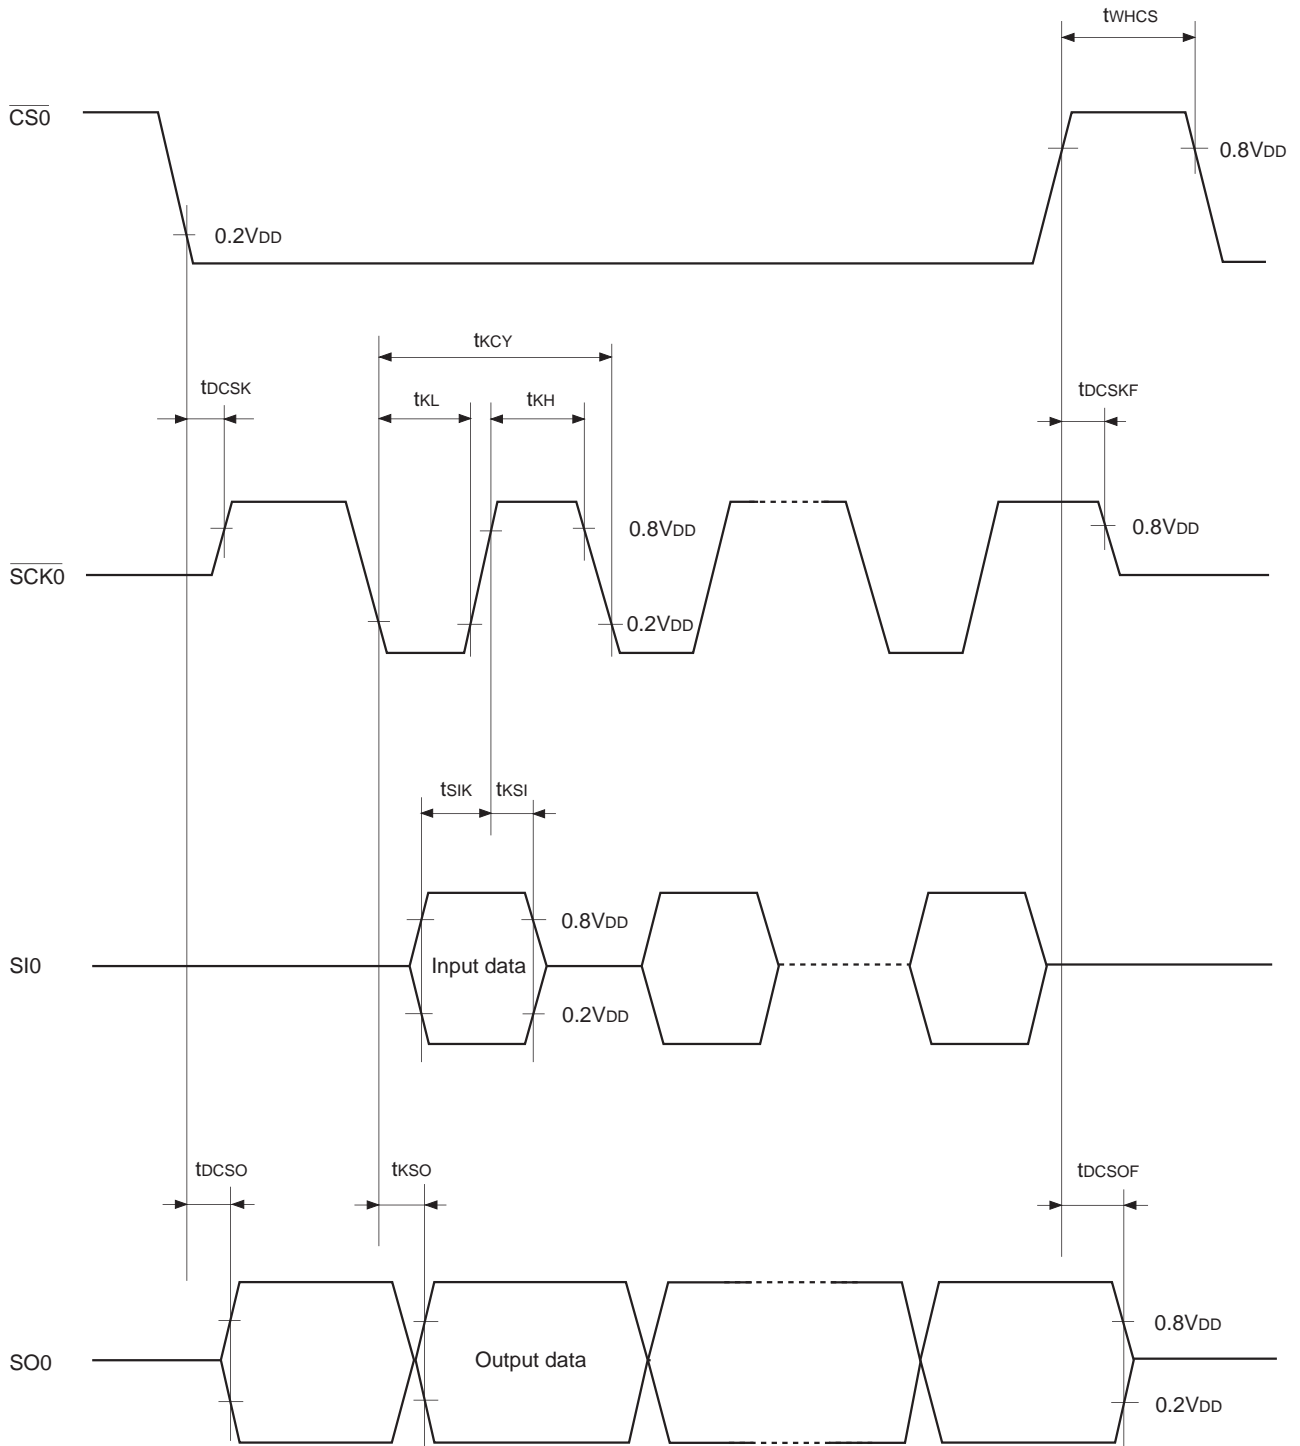 tWHCS
CS0
0.8VDD
0.2VDD
tKCY
tDCSK
tKL
tKH
tDCSKF
0.8VDD
0.8VDD
SCK0
0.2VDD
tSIK
tKSI
0.8VDD
SI0
Input data
0.2VDD
tDCSO
tKSO
tDCSOF
0.8VDD
SO0
Output data
0.2VDD